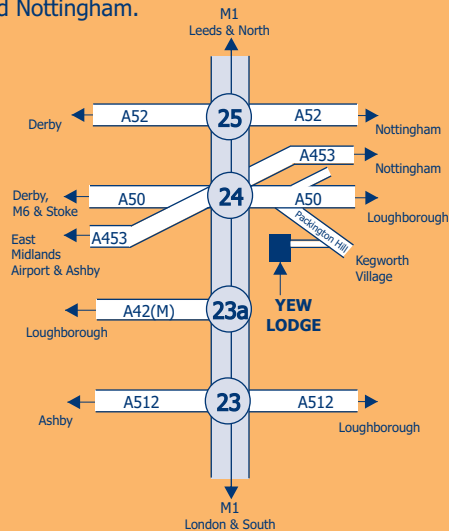 d Nottingham.
M1
Leeds & North
25
A52
A52
Derby
Nottingham
A453
Nottingham
24
Derby,
M6 & Stoke
A50
A50
Loughborough
A453
East
Midlands
Airport & Ashby
Packington Hill
Kegworth
Village
YEW
LODGE
23a
A42(M)
Loughborough
23
A512
A512
Ashby
Loughborough
M1
London & South